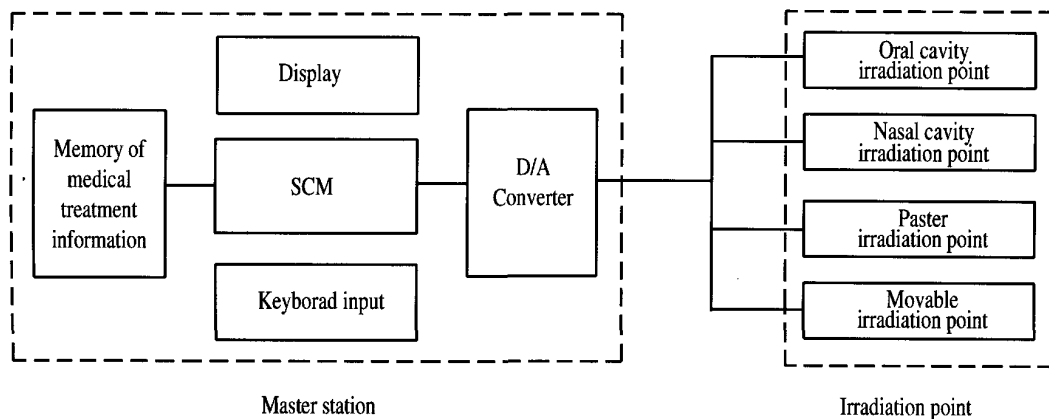 Display
Memory of
medical
treatment
information
SCM
Keyborad input
D/A
Converter
Oral cavity
irradiation point
Nasal cavity
irradiation point
Paster
irradiation point
Movable
irradiation point
Master station
Irradiation point